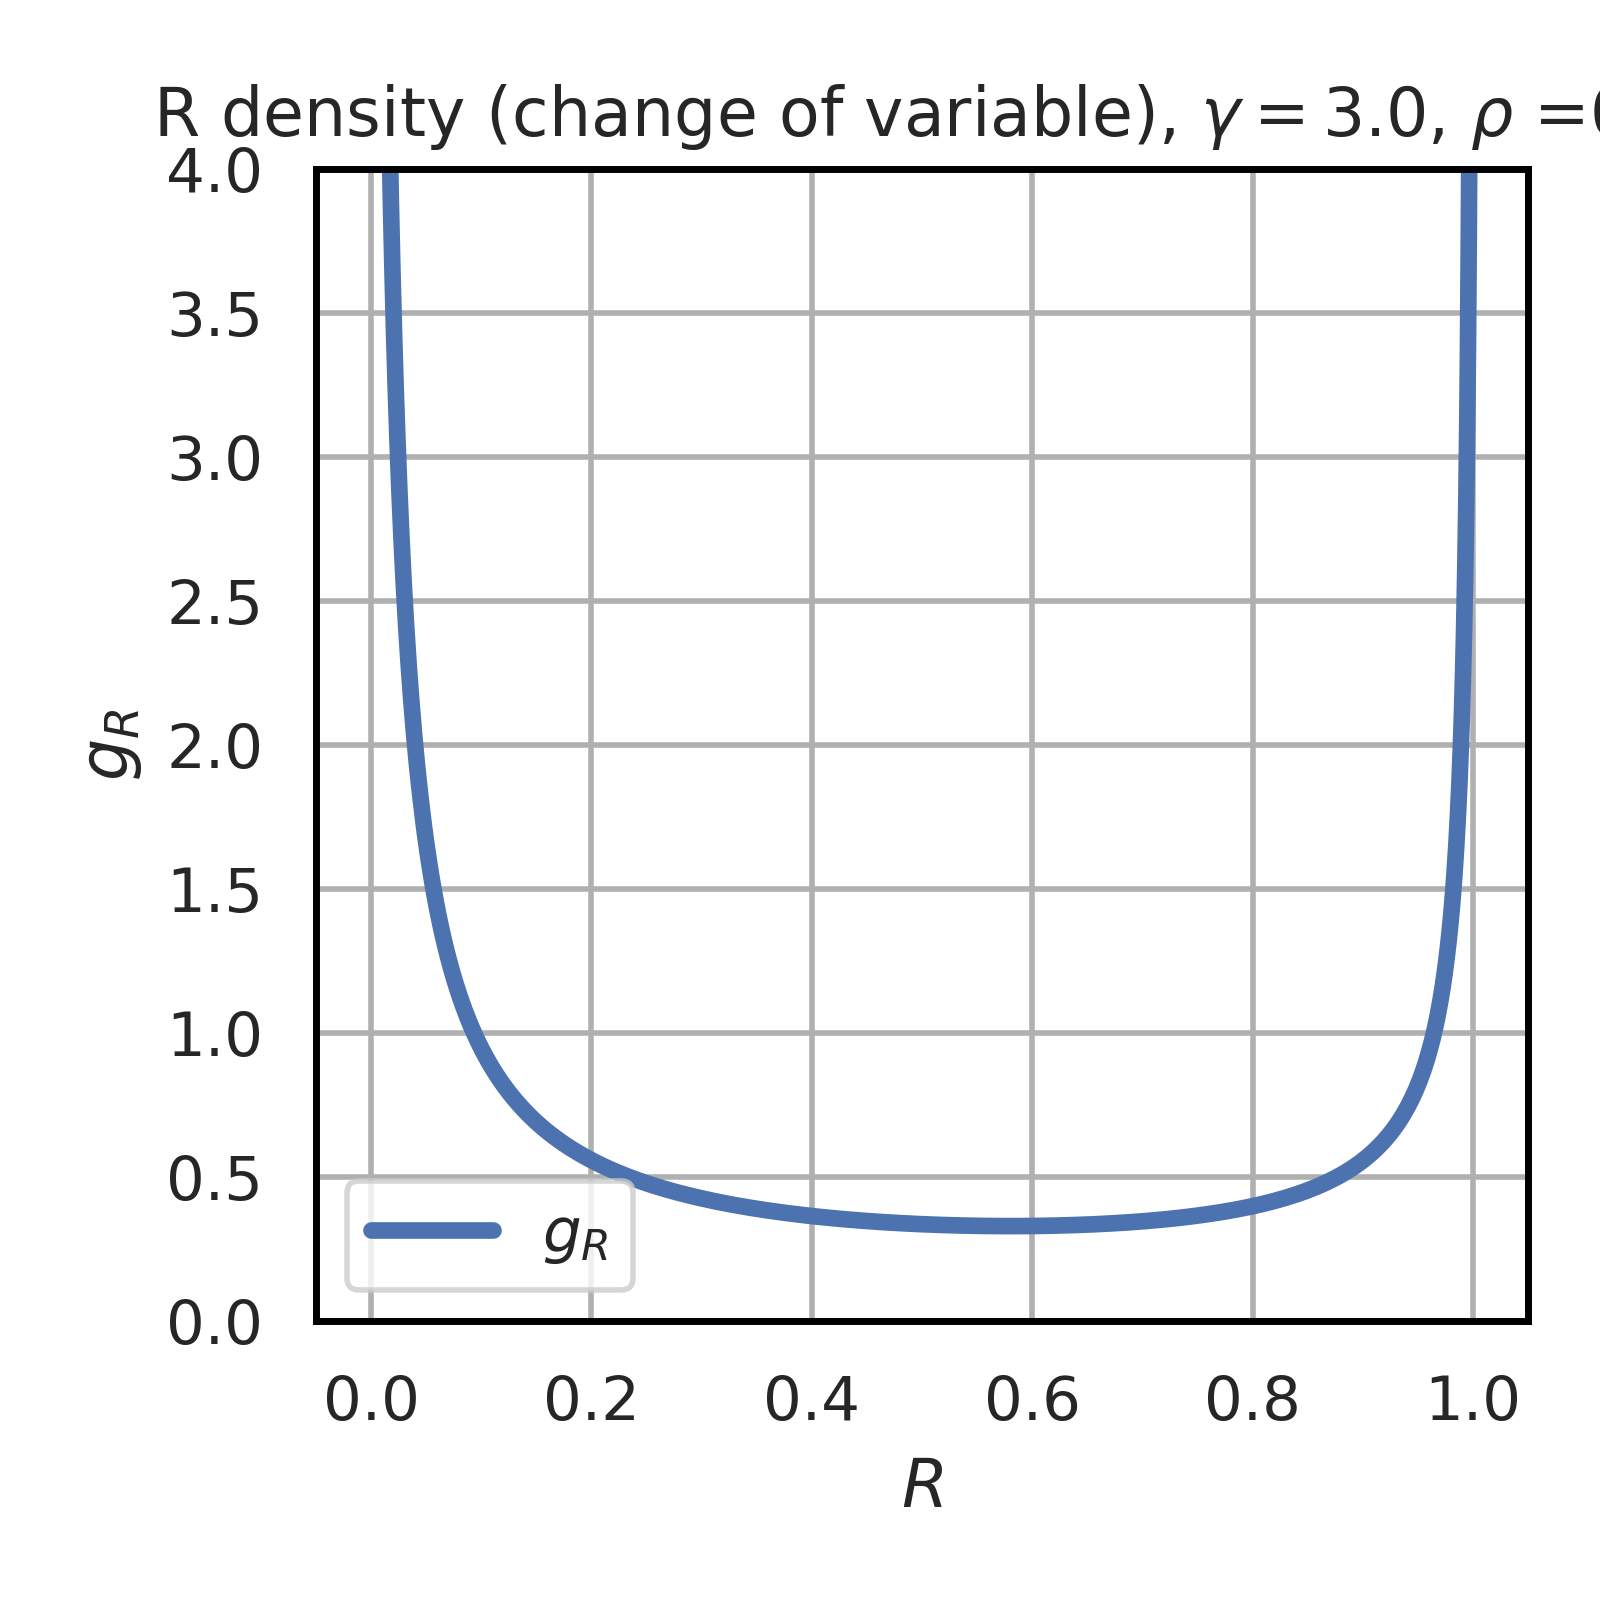 R density (change of variable), γ = 3.0, ρ =
4.0
3.5
3.0
2.5
2.0
1.5
1.0
0.5
0.0
g_R
g_R
0.0 0.2 0.4 0.6 0.8 1.0
R